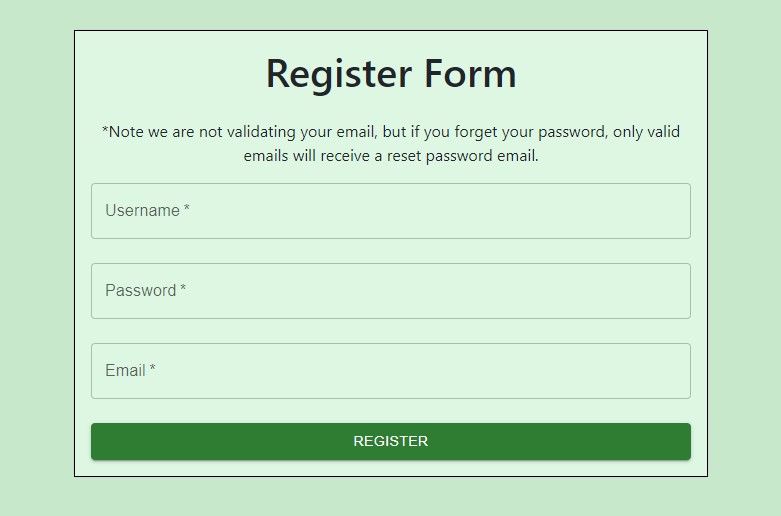 Register Form
*Note we are not validating your email, but if you forget your password, only valid
emails will receive a reset password email.
Username *
Password *
Email *
REGISTER